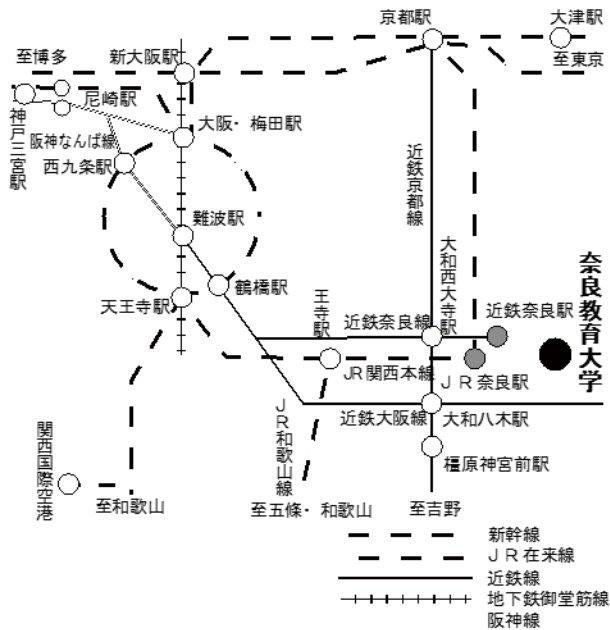 京都駅
大津駅
至博多
新大阪駅
至東京
尼崎駅
大阪・梅田駅
神戸三宮駅
阪神なんば線
西九条駅
近鉄京都線
難波駅
大和西大寺駅
奈良教育大学
鶴橋駅
天王寺駅
王寺駅
近鉄奈良線
近鉄奈良駅
JR関西本線
JR奈良駅
JR和歌山線
近鉄大阪線
大和八木駅
関西国際空港
橿原神宮前駅
至和歌山
至五條・和歌山
至吉野
新幹線
JR在来線
近鉄線
地下鉄御堂筋線
阪神線